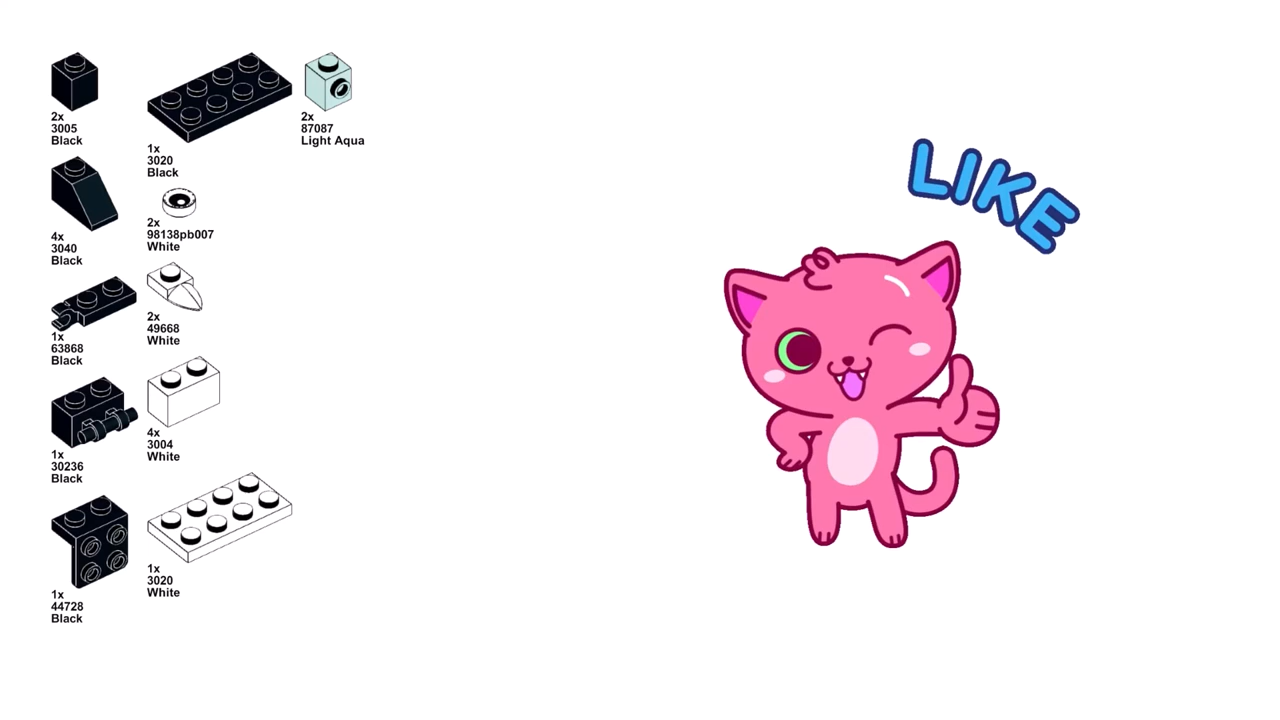 2x
3005
Black
4x
3040
Black
1x
63868
Black
1x
30236
Black
1x
44728
Black
1x
3020
Black
2x
98138pb007
White
2x
49668
White
4x
3004
White
1x
3020
White
2x
87087
Light Aqua
LIKE